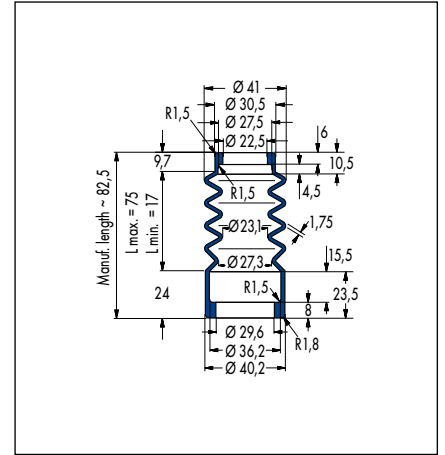 Ø 41
Ø 30,5
R1,5
Ø 27,5
6
Ø 22,5
9,7
10,5
R1,5
4,5
Manuf. length ~ 82,5
L max. = 75
L min. = 17
Ø23,1
1,75
Ø27,3
15,5
R1,5
24
8
23,5
Ø 29,6
R1,8
Ø 36,2
Ø 40,2